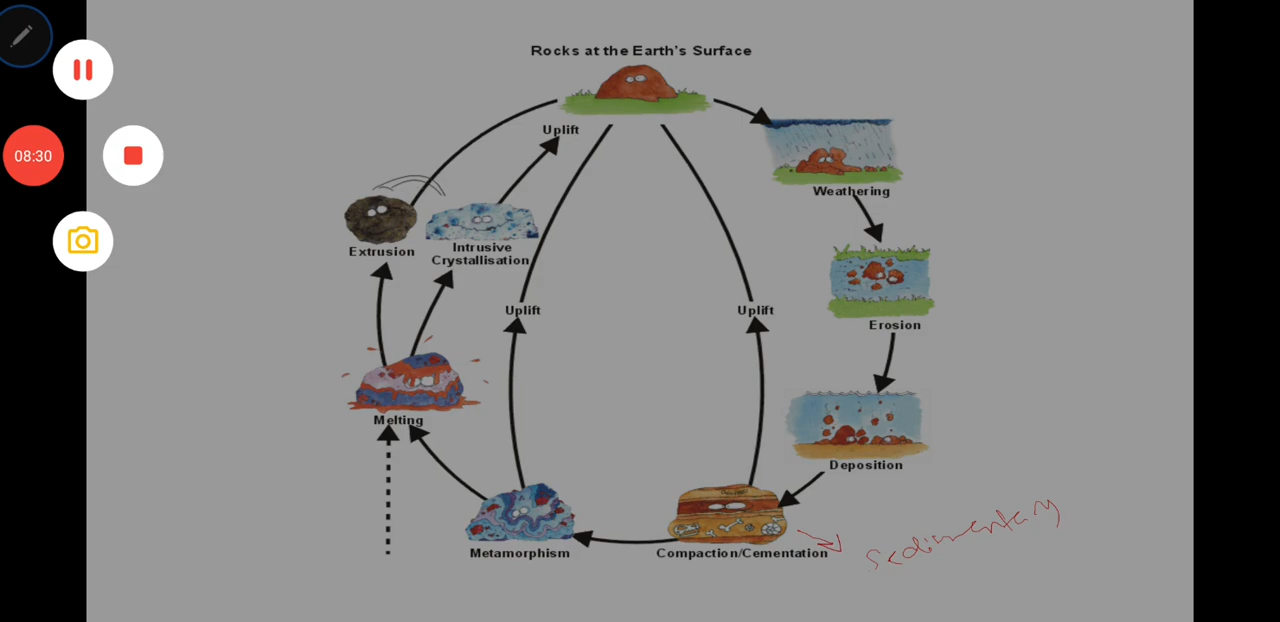 Rocks at the Earth's Surface
Uplift
08:30
Weathering
Extrusion
Intrusive
Crystallisation
Uplift
Uplift
Erosion
Melting
Deposition
Metamorphism
Compaction/Cementation
Sedimentary